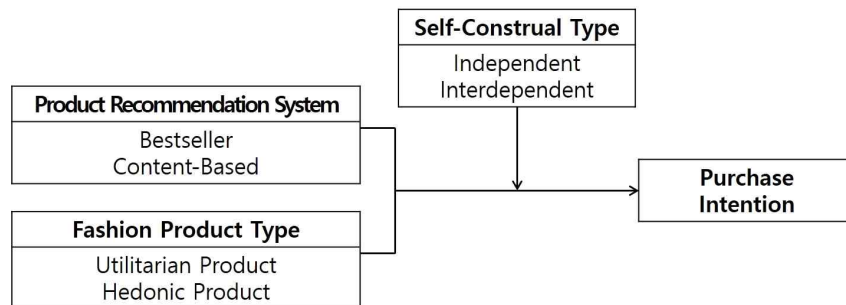 Self-Construal Type
Independent
Interdependent
Product Recommendation System
Bestseller
Content-Based
Purchase
Intention
Fashion Product Type
Utilitarian Product
Hedonic Product